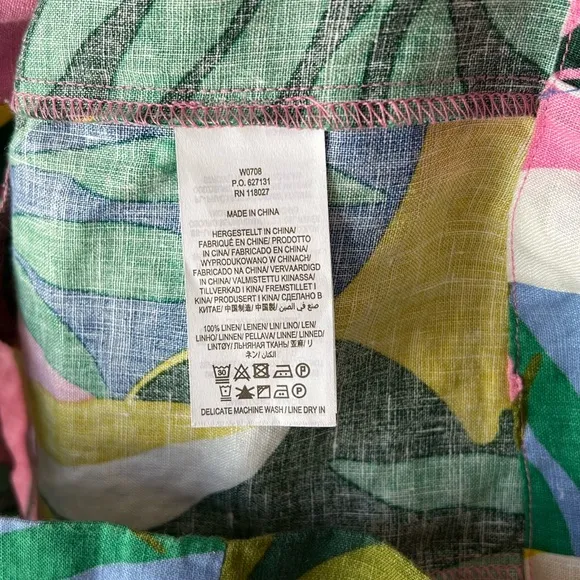 W0708
P.O. 627131
RN 118027
MADE IN CHINA
HERGESTELLT IN CHINA/
FABRIQUÉ EN CHINE/ PRODOTTO
IN CINA/ FABRICADO EN CHINA/
WYPRODUKOWANO W CHINACH/
FABRICADO NA CHINA/ VERVAARDIGD
IN CHINA/ VALMISTETTU KIINASSA/
TILLVERKAD I KINA/ FREMSTILLET I
KINA/ PRODUSERT I KINA/ СДЕЛАНО В
КИТАЕ/ 中国制造/ 中國製/ صنع في الصين
100% LINEN/ LEINEN/ LIN/ LINO/ LEN/
LINHO/ LINNEN/ PELLAVA/ LINNE/ LINNED/
LINTØY/ ЛЬНЯНАЯ ТКАНЬ/ 亚麻/ リ
ネン/ الكتان
DELICATE MACHINE WASH / LINE DRY IN